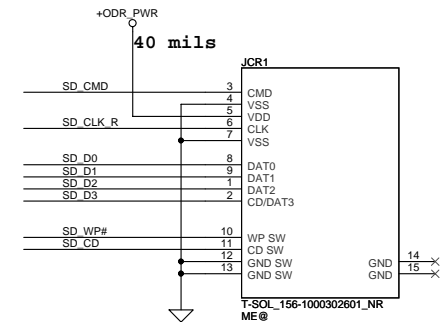 +ODR_PWR
40 mils
JCR1
SD_CMD 3 CMD
4 VSS
5 VDD
SD_CLK_R 6 CLK
7 VSS
SD_D0 8 DAT0
SD_D1 9 DAT1
SD_D2 1 DAT2
SD_D3 2 CD/DAT3
SD_WP# 10 WP SW
SD_CD 11 CD SW
12 GND SW GND 14
13 GND SW GND 15
T-SOL_156-1000302601_NR
ME@